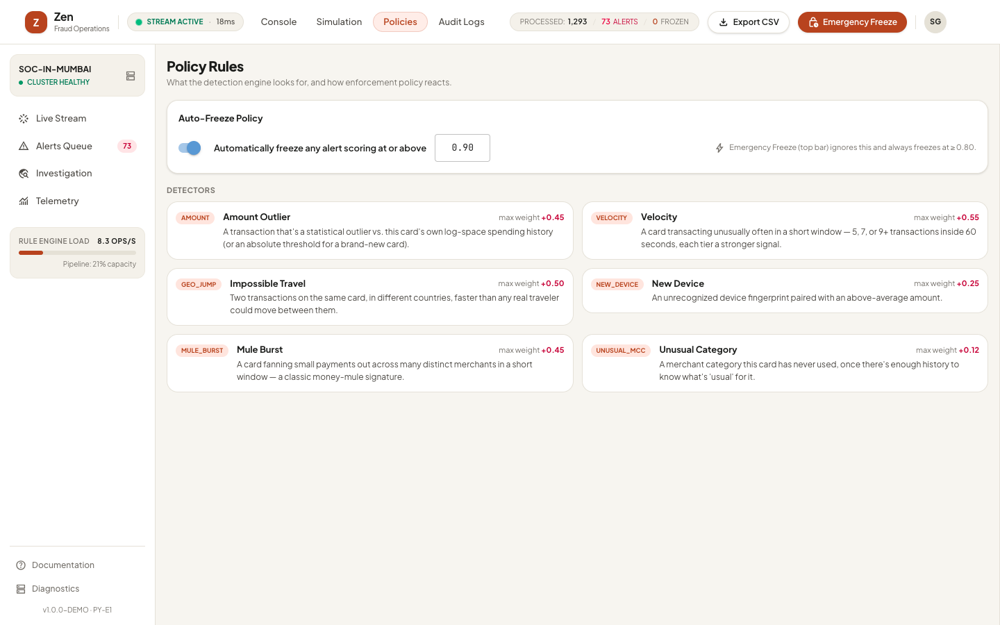 Z
Zen
Fraud Operations
STREAM ACTIVE · 18ms
Console
Simulation
Policies
Audit Logs
PROCESSED: 1,293 / 73 ALERTS / 0 FROZEN
Export CSV
Emergency Freeze
SG
SOC-IN-MUMBAI
CLUSTER HEALTHY
Live Stream
Alerts Queue 73
Investigation
Telemetry
RULE ENGINE LOAD 8.3 OPS/S
Pipeline: 21% capacity
Documentation
Diagnostics
v1.0.0-DEMO · PY-E1
Policy Rules
What the detection engine looks for, and how enforcement policy reacts.
Auto-Freeze Policy
Automatically freeze any alert scoring at or above 0.90
Emergency Freeze (top bar) ignores this and always freezes at ≥ 0.80.
DETECTORS
AMOUNT Amount Outlier max weight +0.45
A transaction that's a statistical outlier vs. this card's own log-space spending history
(or an absolute threshold for a brand-new card).
VELOCITY Velocity max weight +0.55
A card transacting unusually often in a short window — 5, 7, or 9+ transactions inside 60
seconds, each tier a stronger signal.
GEO_JUMP Impossible Travel max weight +0.50
Two transactions on the same card, in different countries, faster than any real traveler
could move between them.
NEW_DEVICE New Device max weight +0.25
An unrecognized device fingerprint paired with an above-average amount.
MULE_BURST Mule Burst max weight +0.45
A card fanning small payments out across many distinct merchants in a short
window — a classic money-mule signature.
UNUSUAL_MCC Unusual Category max weight +0.12
A merchant category this card has never used, once there's enough history to
know what's 'usual' for it.